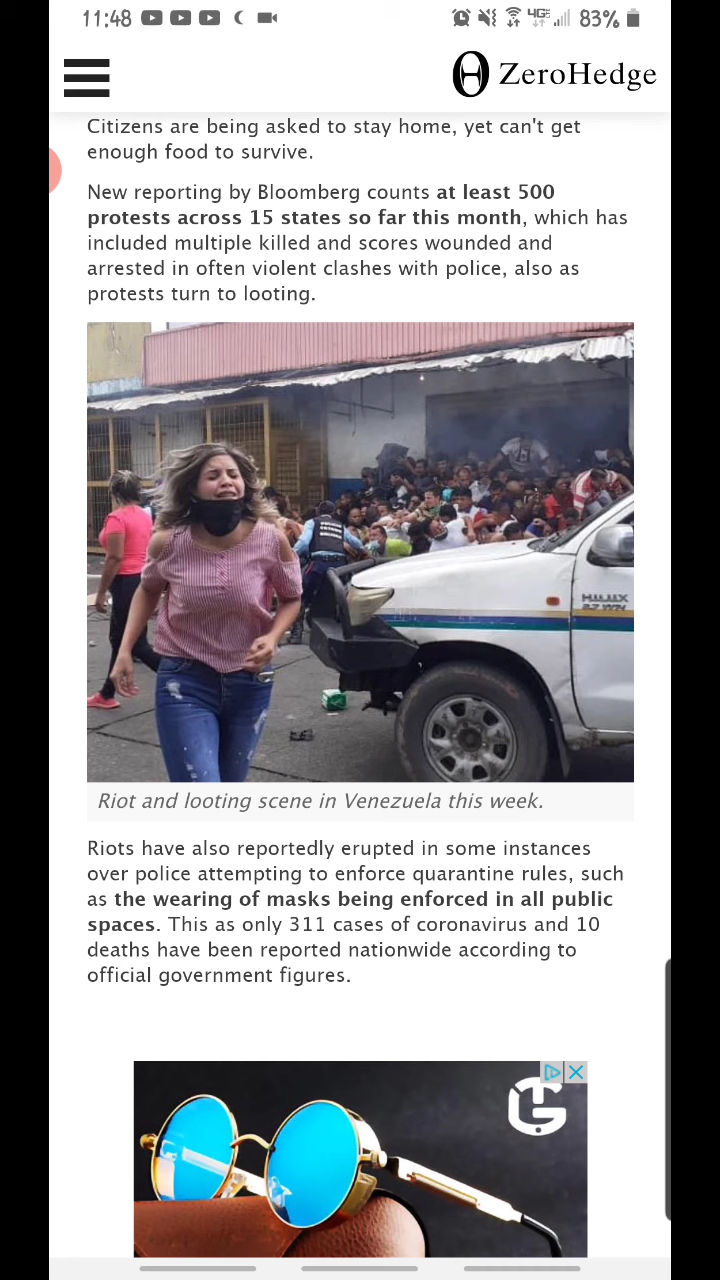 11:48
4GE
83%
ZeroHedge
Citizens are being asked to stay home, yet can't get
enough food to survive.
New reporting by Bloomberg counts at least 500
protests across 15 states so far this month, which has
included multiple killed and scores wounded and
arrested in often violent clashes with police, also as
protests turn to looting.
HILUX
2.7 VVTi
Riot and looting scene in Venezuela this week.
Riots have also reportedly erupted in some instances
over police attempting to enforce quarantine rules, such
as the wearing of masks being enforced in all public
spaces. This as only 311 cases of coronavirus and 10
deaths have been reported nationwide according to
official government figures.